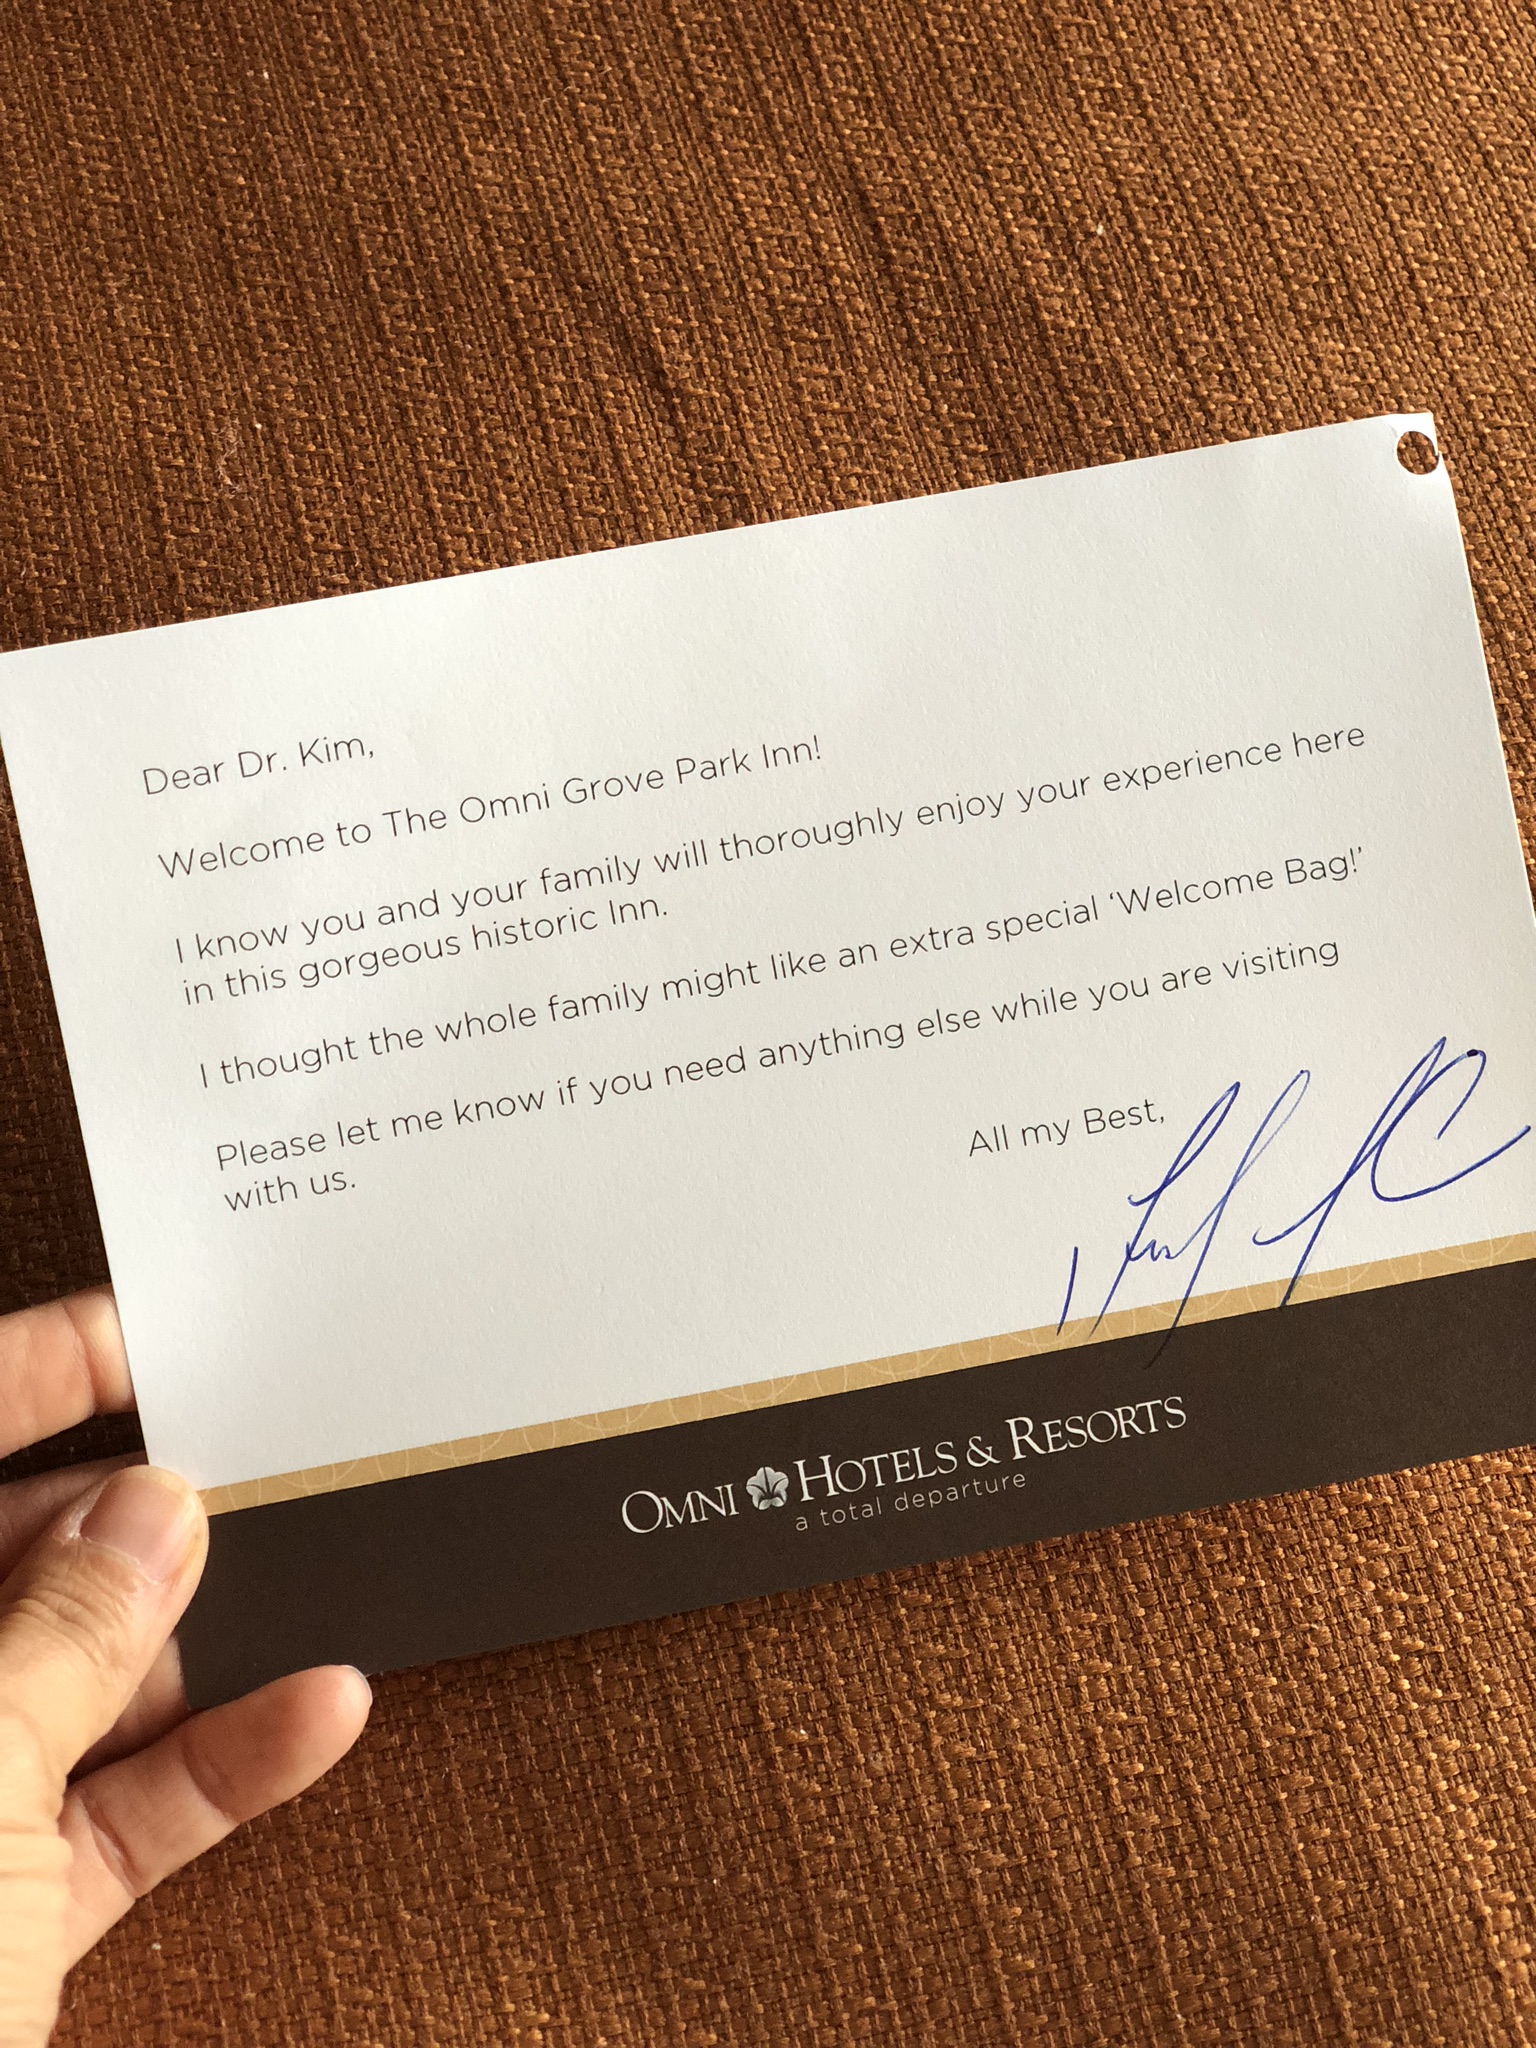 Dear Dr. Kim,
Welcome to The Omni Grove Park Inn!
I know you and your family will thoroughly enjoy your experience here
in this gorgeous historic Inn.
I thought the whole family might like an extra special ‘Welcome Bag!’
Please let me know if you need anything else while you are visiting
with us.
All my Best,
OMNI HOTELS & RESORTS
a total departure